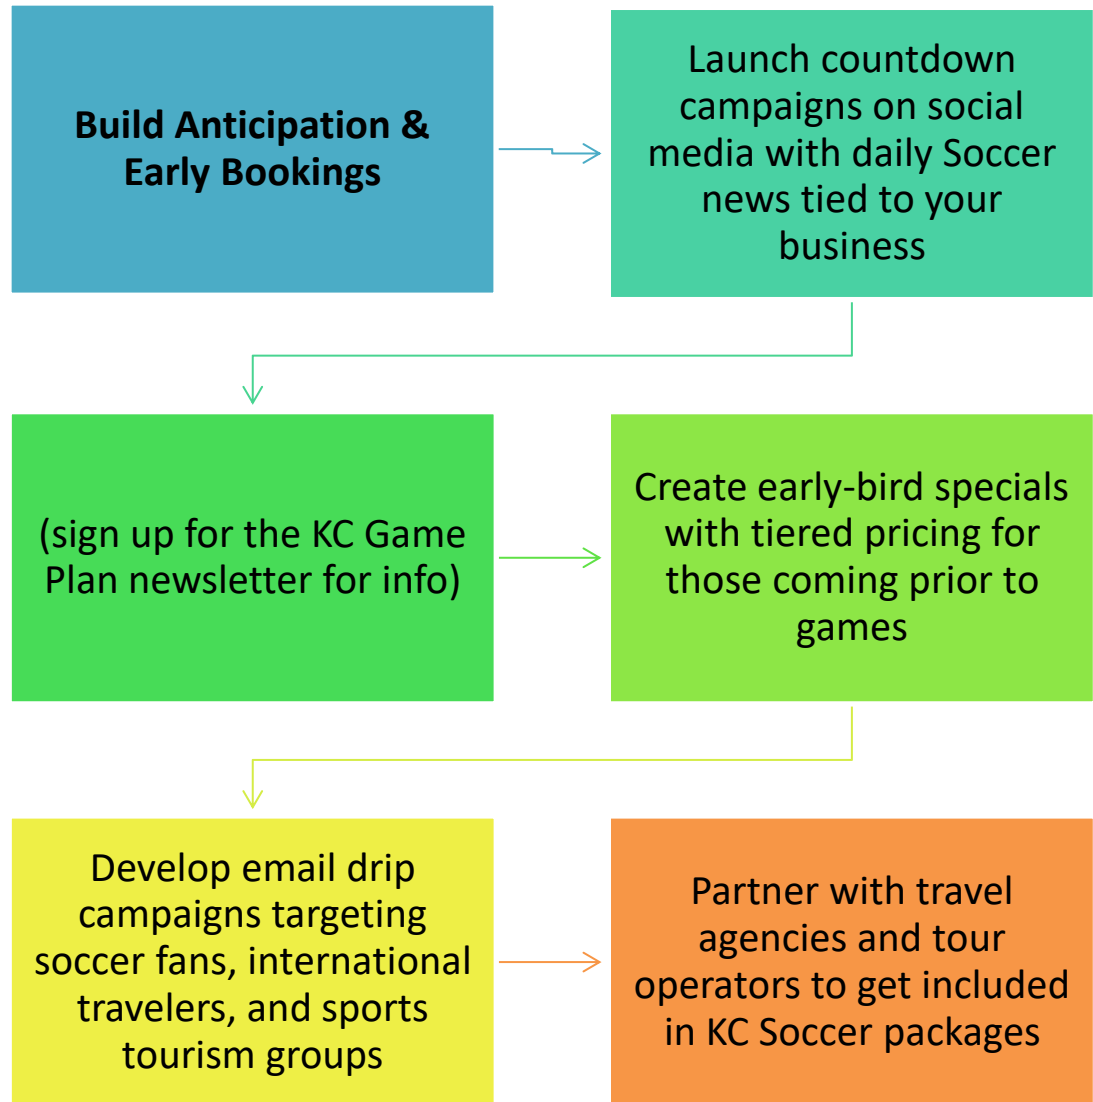 Build Anticipation &
Early Bookings
Launch countdown
campaigns on social
media with daily Soccer
news tied to your
business
(sign up for the KC Game
Plan newsletter for info)
Create early-bird specials
with tiered pricing for
those coming prior to
games
Develop email drip
campaigns targeting
soccer fans, international
travelers, and sports
tourism groups
Partner with travel
agencies and tour
operators to get included
in KC Soccer packages